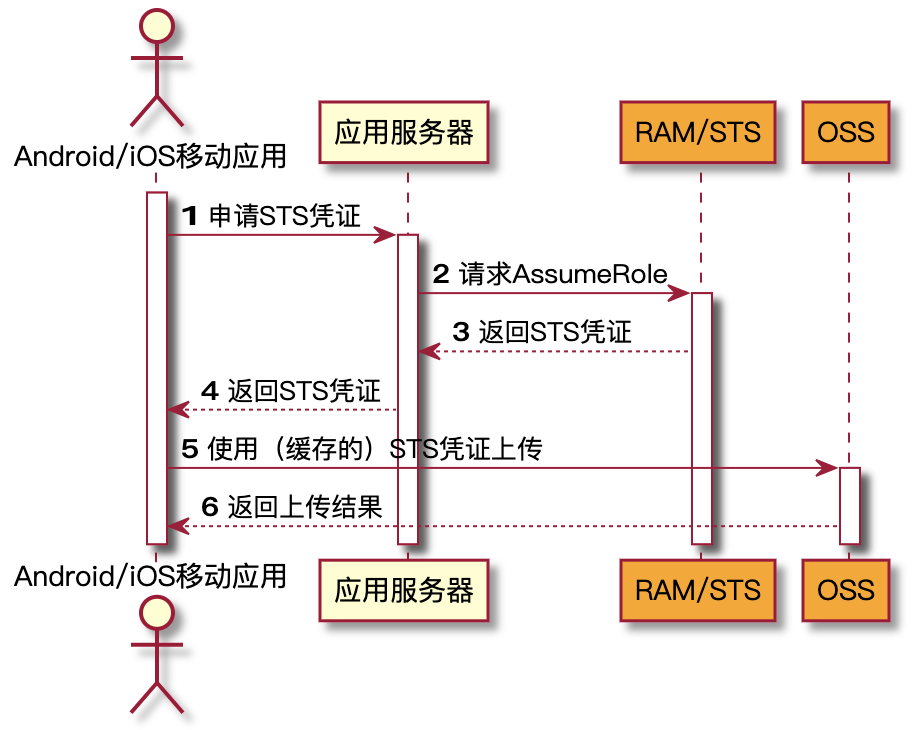 Android/iOS移动应用
应用服务器
RAM/STS
OSS
1 申请STS凭证
2 请求AssumeRole
3 返回STS凭证
4 返回STS凭证
5 使用（缓存的）STS凭证上传
6 返回上传结果
Android/iOS移动应用
应用服务器
RAM/STS
OSS